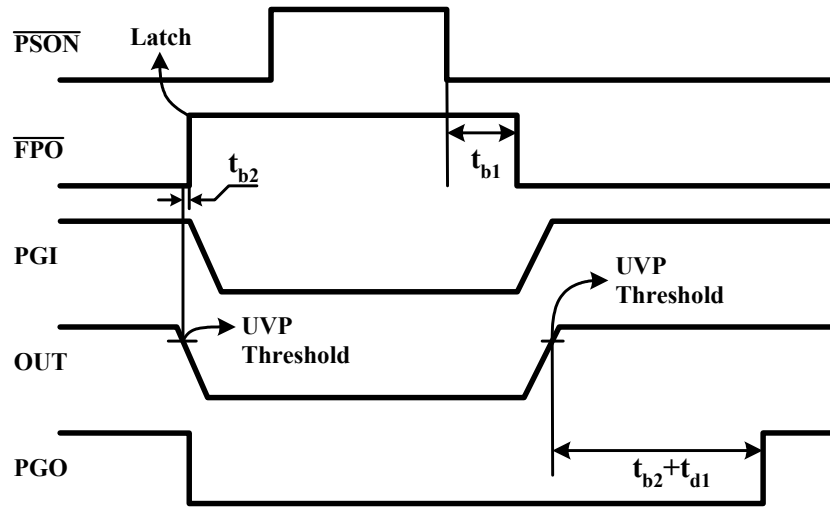 PSON
Latch
FPO
tb2
tb1
PGI
UVP
Threshold
UVP
Threshold
OUT
PGO
tb2+td1